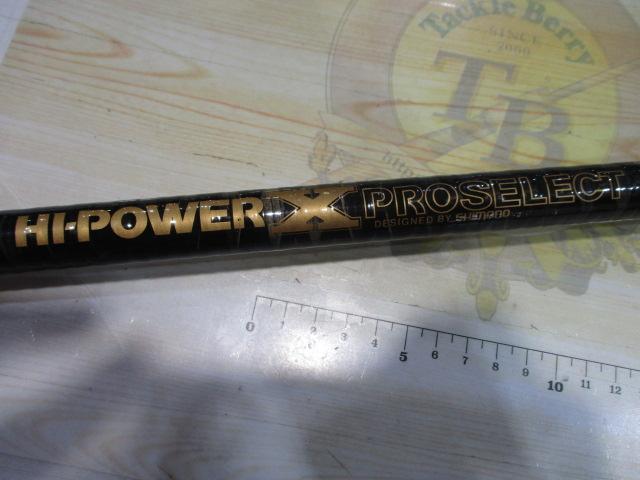 Tackle Berry
SINCE
2000
TB
HI-POWER X PROSELECT
DESIGNED BY SHIMANO
0 1 2 3 4 5 6 7 8 9 10 11 12